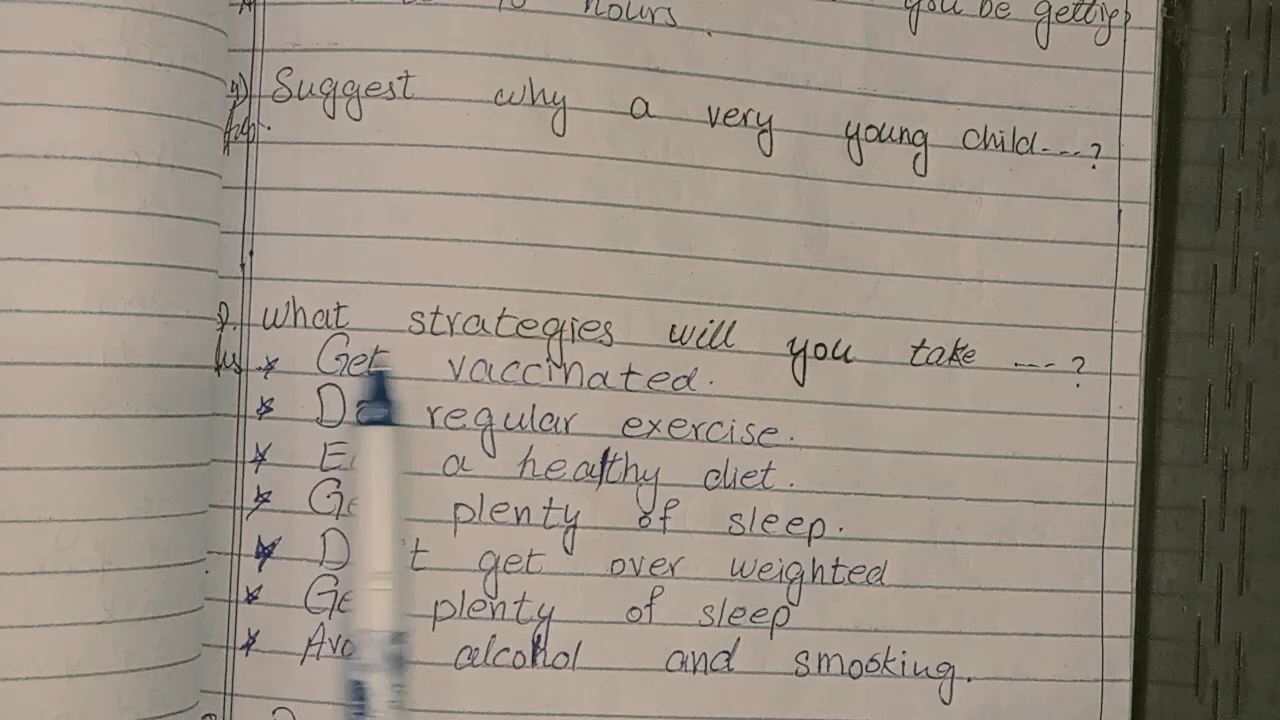 hours. you be getting
Suggest why a very young child---?
What strategies will you take ---?
* Get vaccinated.
* regular exercise.
* a healthy diet.
* plenty of sleep.
* get over weighted
* plenty of sleep
* alcohol and smooking.